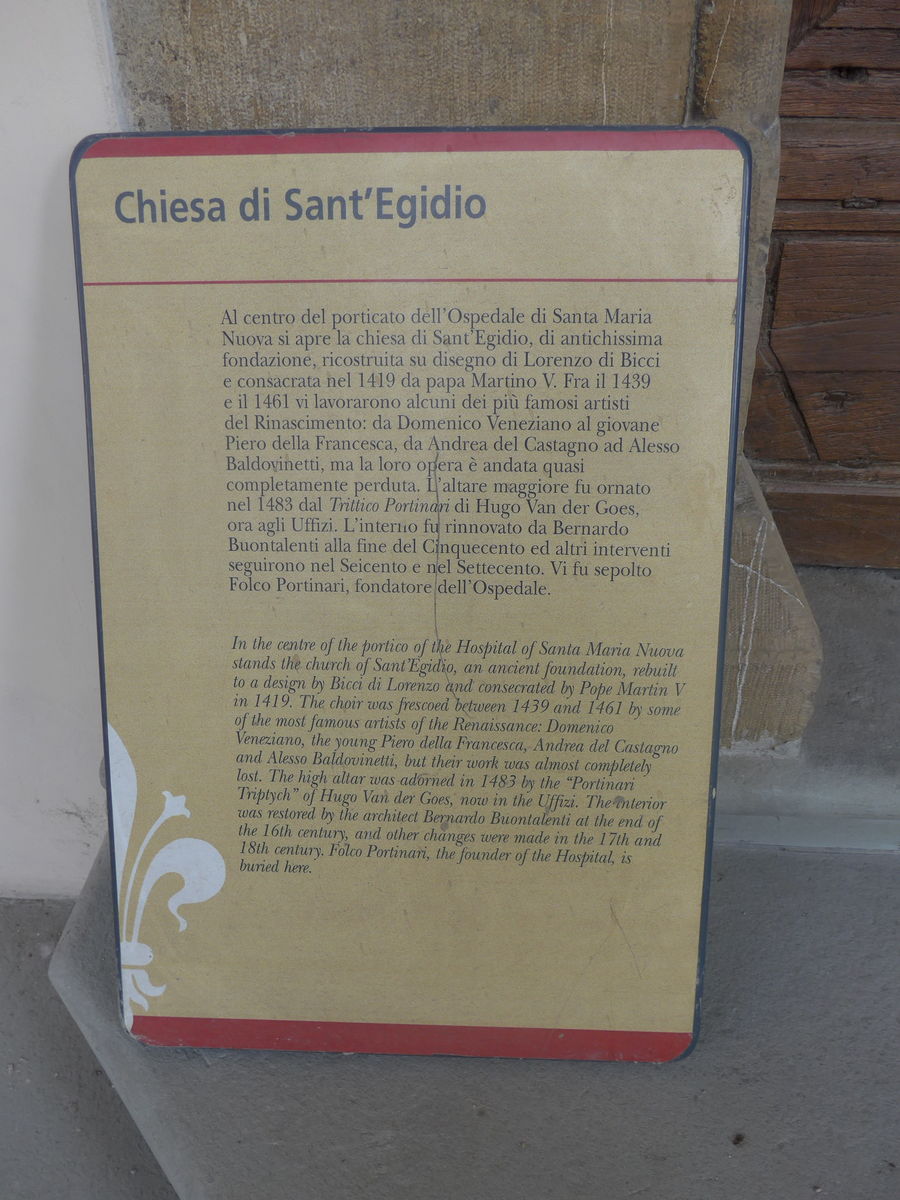 Chiesa di Sant'Egidio
Al centro del porticato dell'Ospedale di Santa Maria
Nuova si apre la chiesa di Sant'Egidio, di antichissima
fondazione, ricostruita su disegno di Lorenzo di Bicci
e consacrata nel 1419 da papa Martino V. Fra il 1439
e il 1461 vi lavorarono alcuni dei più famosi artisti
del Rinascimento: da Domenico Veneziano al giovane
Piero della Francesca, da Andrea del Castagno ad Alesso
Baldovinetti, ma la loro opera è andata quasi
completamente perduta. L'altare maggiore fu ornato
nel 1483 dal Trittico Portinari di Hugo Van der Goes,
ora agli Uffizi. L'interno fu rinnovato da Bernardo
Buontalenti alla fine del Cinquecento ed altri interventi
seguirono nel Seicento e nel Settecento. Vi fu sepolto
Folco Portinari, fondatore dell'Ospedale.
In the centre of the portico of the Hospital of Santa Maria Nuova
stands the church of Sant'Egidio, an ancient foundation, rebuilt
to a design by Bicci di Lorenzo and consecrated by Pope Martin V
in 1419. The choir was frescoed between 1439 and 1461 by some
of the most famous artists of the Renaissance: Domenico
Veneziano, the young Piero della Francesca, Andrea del Castagno
and Alesso Baldovinetti, but their work was almost completely
lost. The high altar was adorned in 1483 by the "Portinari
Triptych" of Hugo Van der Goes, now in the Uffizi. The interior
was restored by the architect Bernardo Buontalenti at the end of
the 16th century, and other changes were made in the 17th and
18th century. Folco Portinari, the founder of the Hospital, is
buried here.